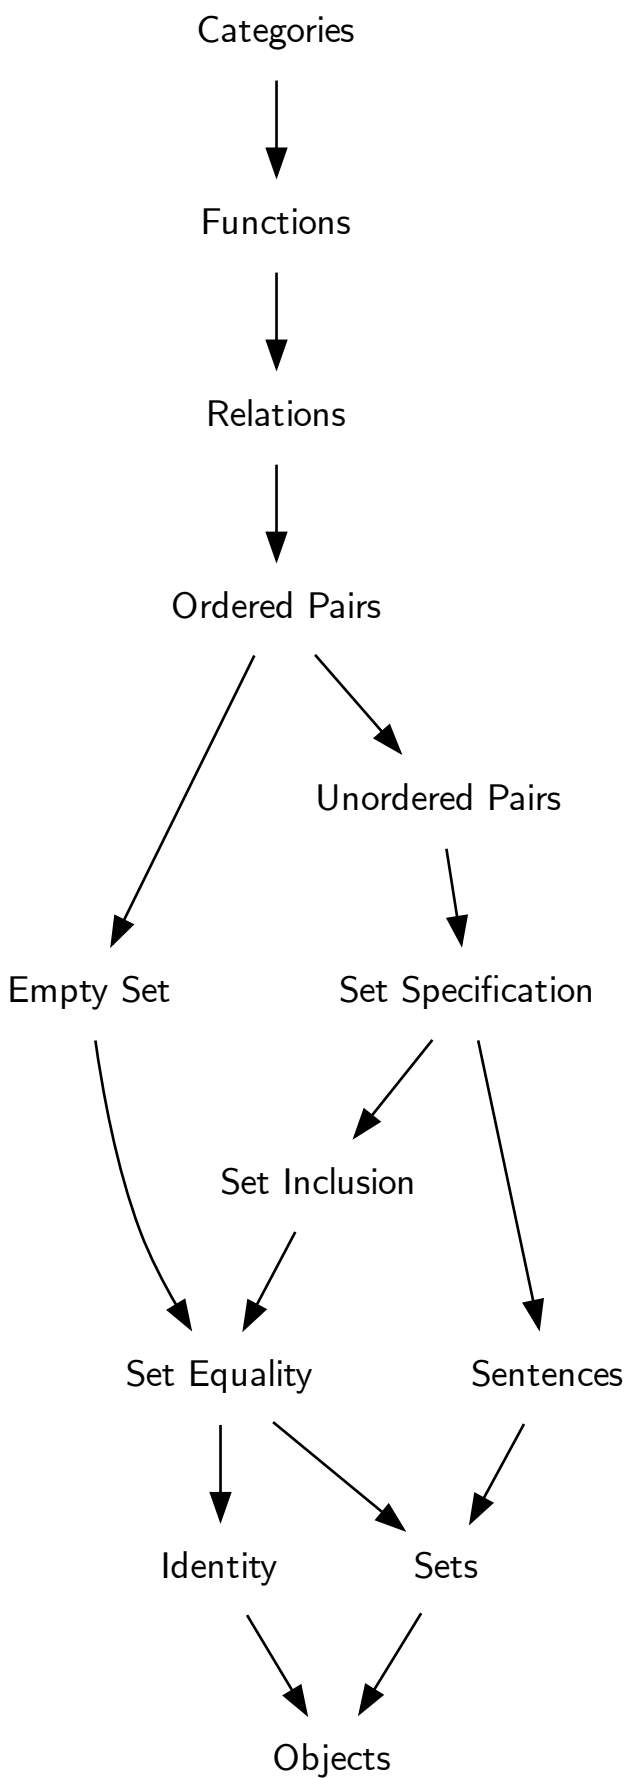 Categories
Functions
Relations
Ordered Pairs
Unordered Pairs
Empty Set
Set Specification
Set Inclusion
Set Equality
Sentences
Identity
Sets
Objects